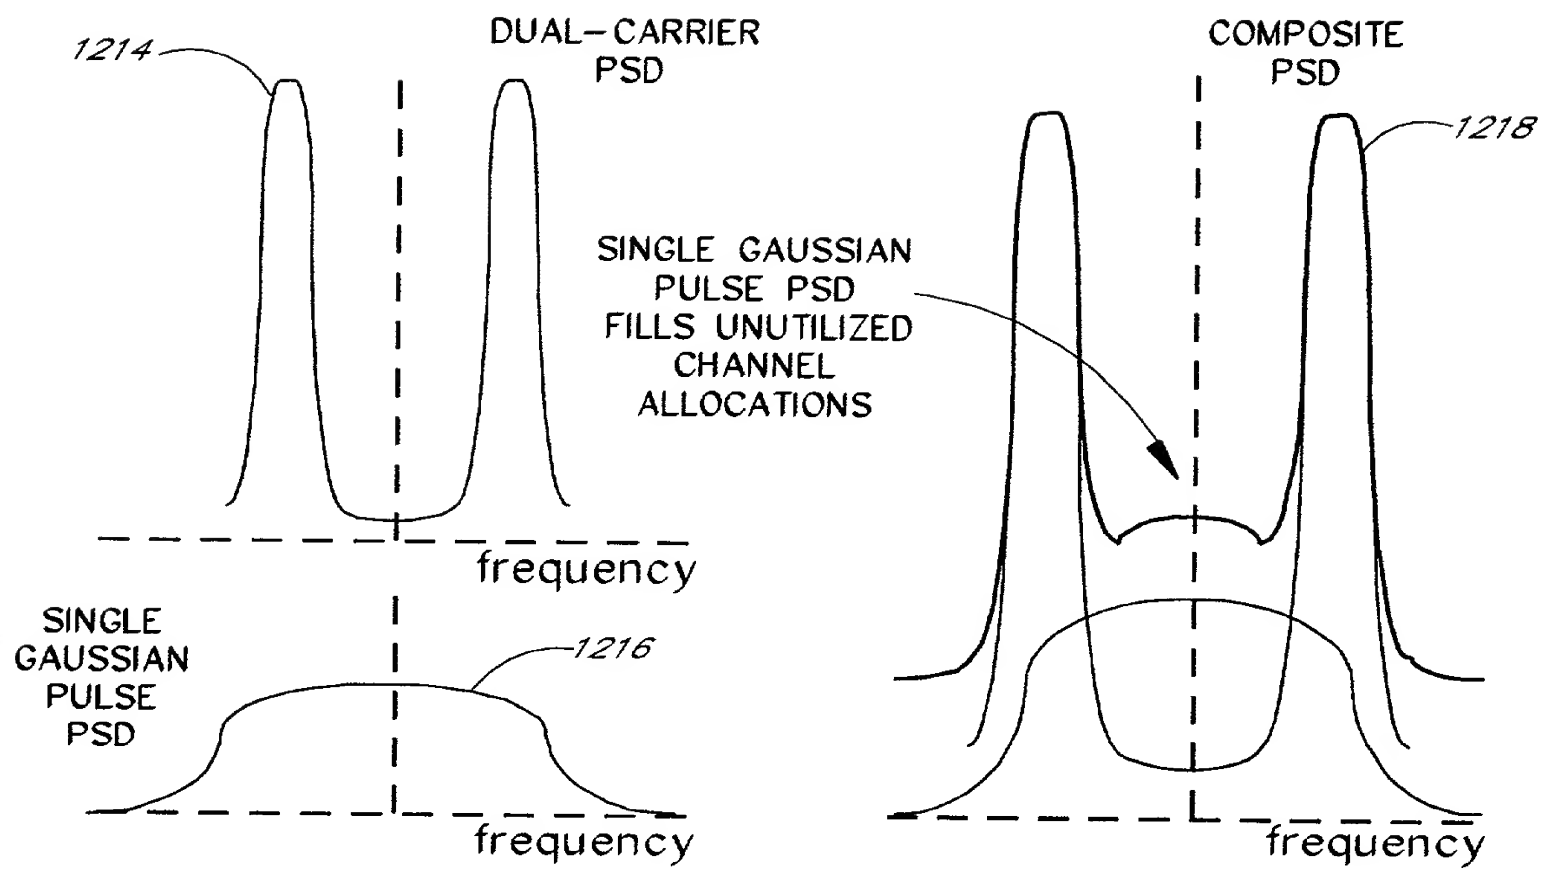 1214
DUAL-CARRIER
PSD
frequency
SINGLE
GAUSSIAN
PULSE
PSD
1216
frequency
COMPOSITE
PSD
1218
SINGLE GAUSSIAN
PULSE PSD
FILLS UNUTILIZED
CHANNEL
ALLOCATIONS
frequency